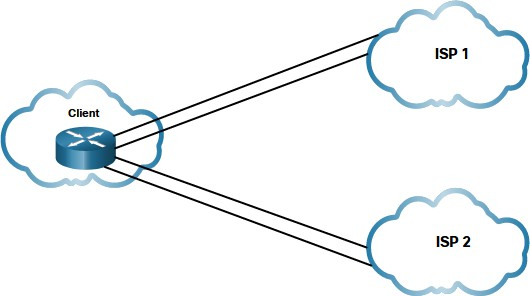 ISP 1
Client
ISP 2